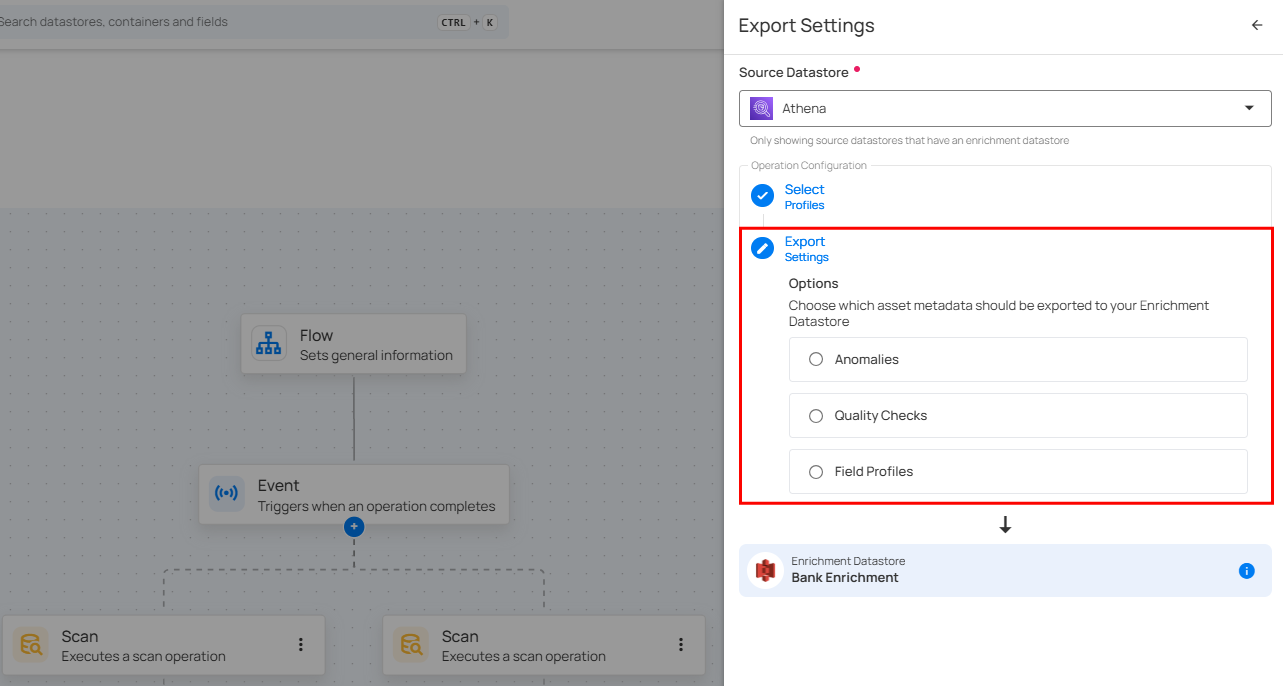 Search datastores, containers and fields
CTRL + K
Flow
Sets general information
Event
Triggers when an operation completes
Scan
Executes a scan operation
Scan
Executes a scan operation
Export Settings
Source Datastore
Athena
Only showing source datastores that have an enrichment datastore
Operation Configuration
Select
Profiles
Export
Settings
Options
Choose which asset metadata should be exported to your Enrichment
Datastore
Anomalies
Quality Checks
Field Profiles
Enrichment Datastore
Bank Enrichment